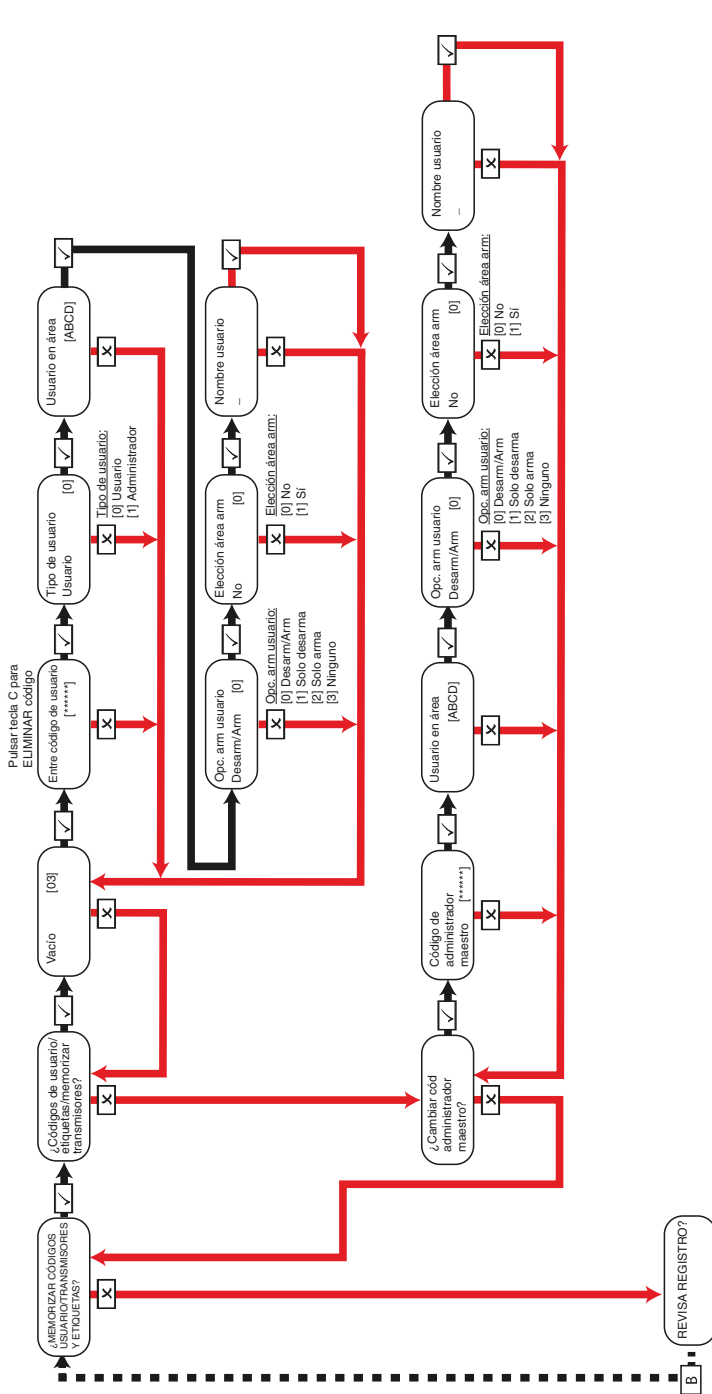 ¿MEMORIZAR CÓDIGOS
USUARIO/TRANSMISORES
Y ETIQUETAS?
¿Códigos de usuario/
etiquetas/memorizar
transmisores?
Vacío [03]
Pulsar tecla C para
ELIMINAR código
Entre código de usuario
[******]
Tipo de usuario
Usuario [0]
Tipo de usuario:
[0] Usuario
[1] Administrador
Usuario en área
[ABCD]
Opc. arm usuario
Desarm/Arm [0]
Opc. arm usuario:
[0] Desarm/Arm
[1] Solo desarma
[2] Solo arma
[3] Ninguno
Elección área arm
No [0]
Elección área arm:
[0] No
[1] Sí
Nombre usuario
_
¿Cambiar cód
administrador
maestro?
Código de
administrador
maestro [******]
Usuario en área
[ABCD]
Opc. arm usuario
Desarm/Arm [0]
Opc. arm usuario:
[0] Desarm/Arm
[1] Solo desarma
[2] Solo arma
[3] Ninguno
Elección área arm
No [0]
Elección área arm:
[0] No
[1] Sí
Nombre usuario
_
REVISA REGISTRO?
B